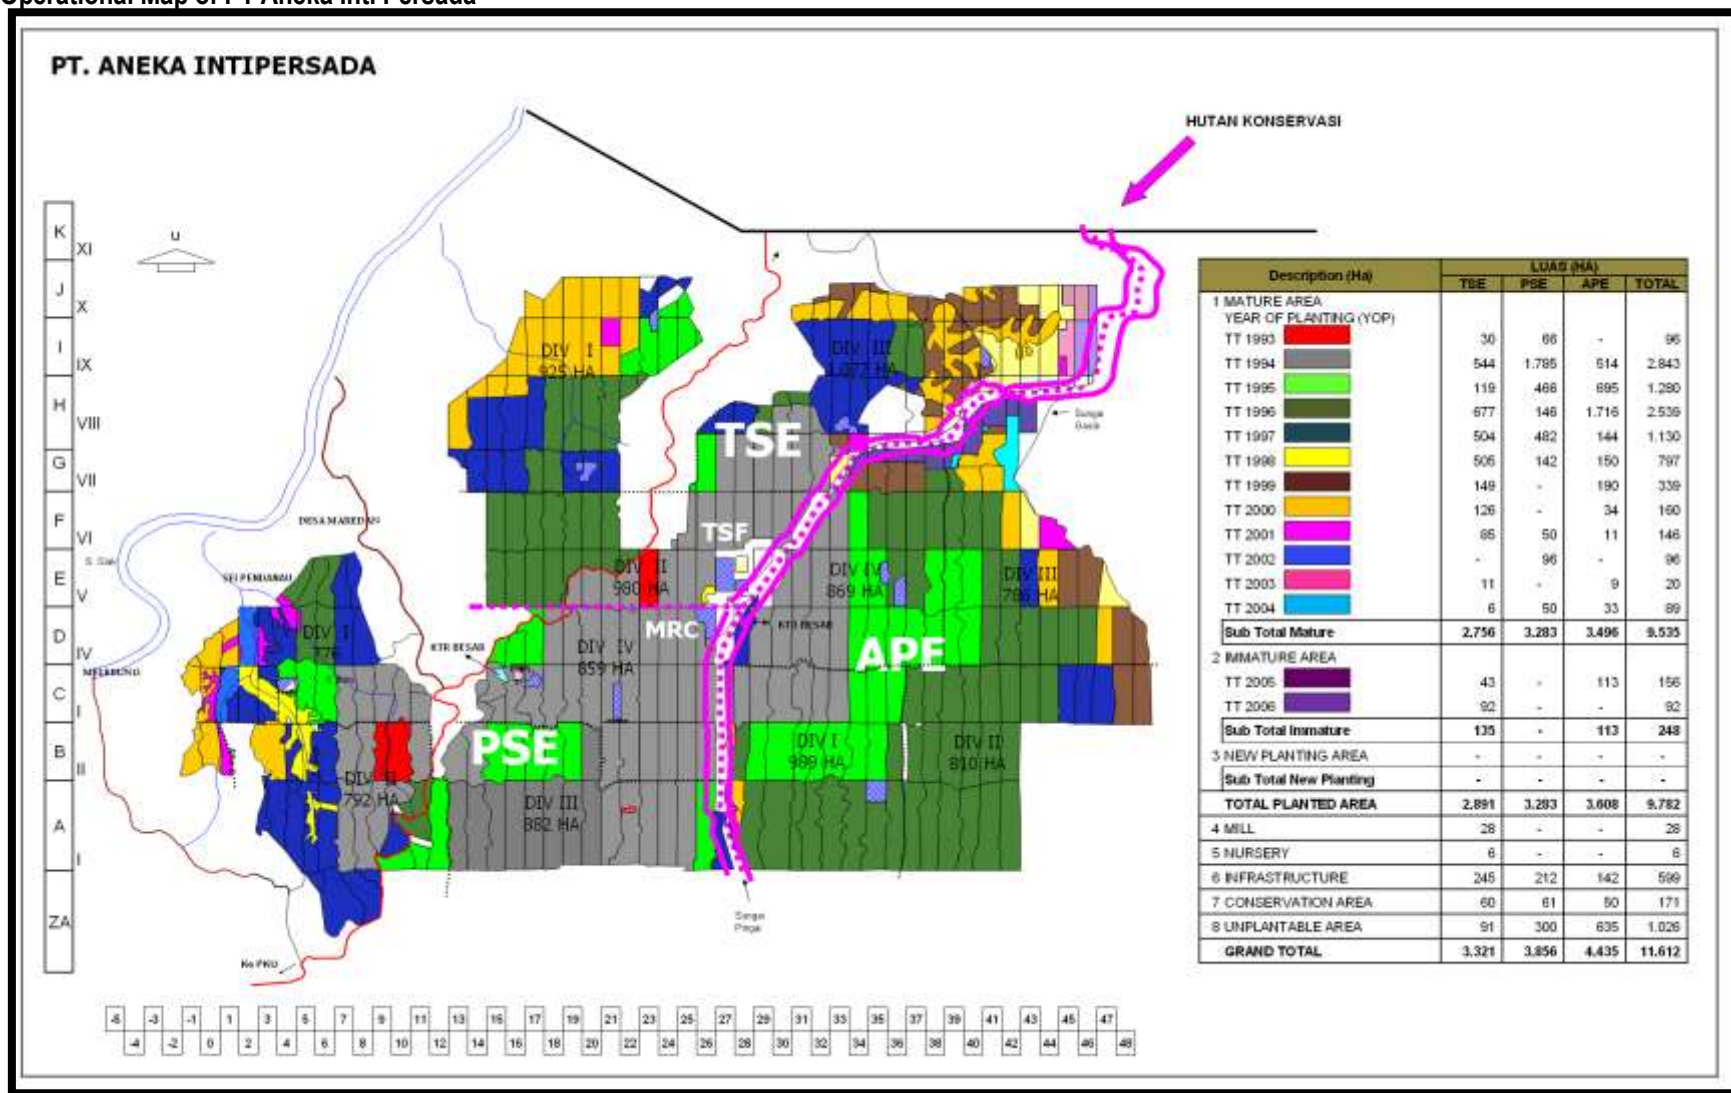 Operational Map of PT Aneka Inti Persada
PT. ANEKA INTIPERSADA
HUTAN KONSERVASI
U
K
XI
J
X
I
IX
H
VIII
G
VII
F
VI
E
V
D
IV
C
I
B
II
A
I
ZA
DIV I
925 HA
DIV III
1.072 HA
TSE
Sungai
Gasib
DESA MAREDAN
TSF
S. Siak
SEI PENDANAU
DIV II
980 HA
DIV IV
869 HA
DIV III
786 HA
MRC
KTR BESAR
DIV I
776
KTR BESAR
DIV IV
859 HA
APE
MELEBUNG
PSE
DIV I
989 HA
DIV II
810 HA
DIV II
792 HA
DIV III
882 HA
Sungai
Pingai
Ke PKU
-5 -3 -1 1 3 5 7 9 11 13 15 17 19 21 23 25 27 29 31 33 35 37 39 41 43 45 47
-4 -2 0 2 4 6 8 10 12 14 16 18 20 22 24 26 28 30 32 34 36 38 40 42 44 46 48
Description (Ha) LUAS (HA)
TSE PSE APE TOTAL
1 MATURE AREA
YEAR OF PLANTING (YOP)
TT 1993 30 66 - 96
TT 1994 544 1.785 514 2.843
TT 1995 119 466 695 1.280
TT 1996 677 146 1.716 2.539
TT 1997 504 482 144 1.130
TT 1998 505 142 150 797
TT 1999 149 - 190 339
TT 2000 126 - 34 160
TT 2001 85 50 11 146
TT 2002 - 96 - 96
TT 2003 11 - 9 20
TT 2004 6 50 33 89
Sub Total Mature 2.756 3.283 3.496 9.535
2 IMMATURE AREA
TT 2005 43 - 113 156
TT 2006 92 - - 92
Sub Total Immature 135 - 113 248
3 NEW PLANTING AREA - - - -
Sub Total New Planting - - - -
TOTAL PLANTED AREA 2.891 3.283 3.608 9.782
4 MILL 28 - - 28
5 NURSERY 6 - - 6
6 INFRASTRUCTURE 245 212 142 599
7 CONSERVATION AREA 60 61 50 171
8 UNPLANTABLE AREA 91 300 635 1.026
GRAND TOTAL 3.321 3.856 4.435 11.612